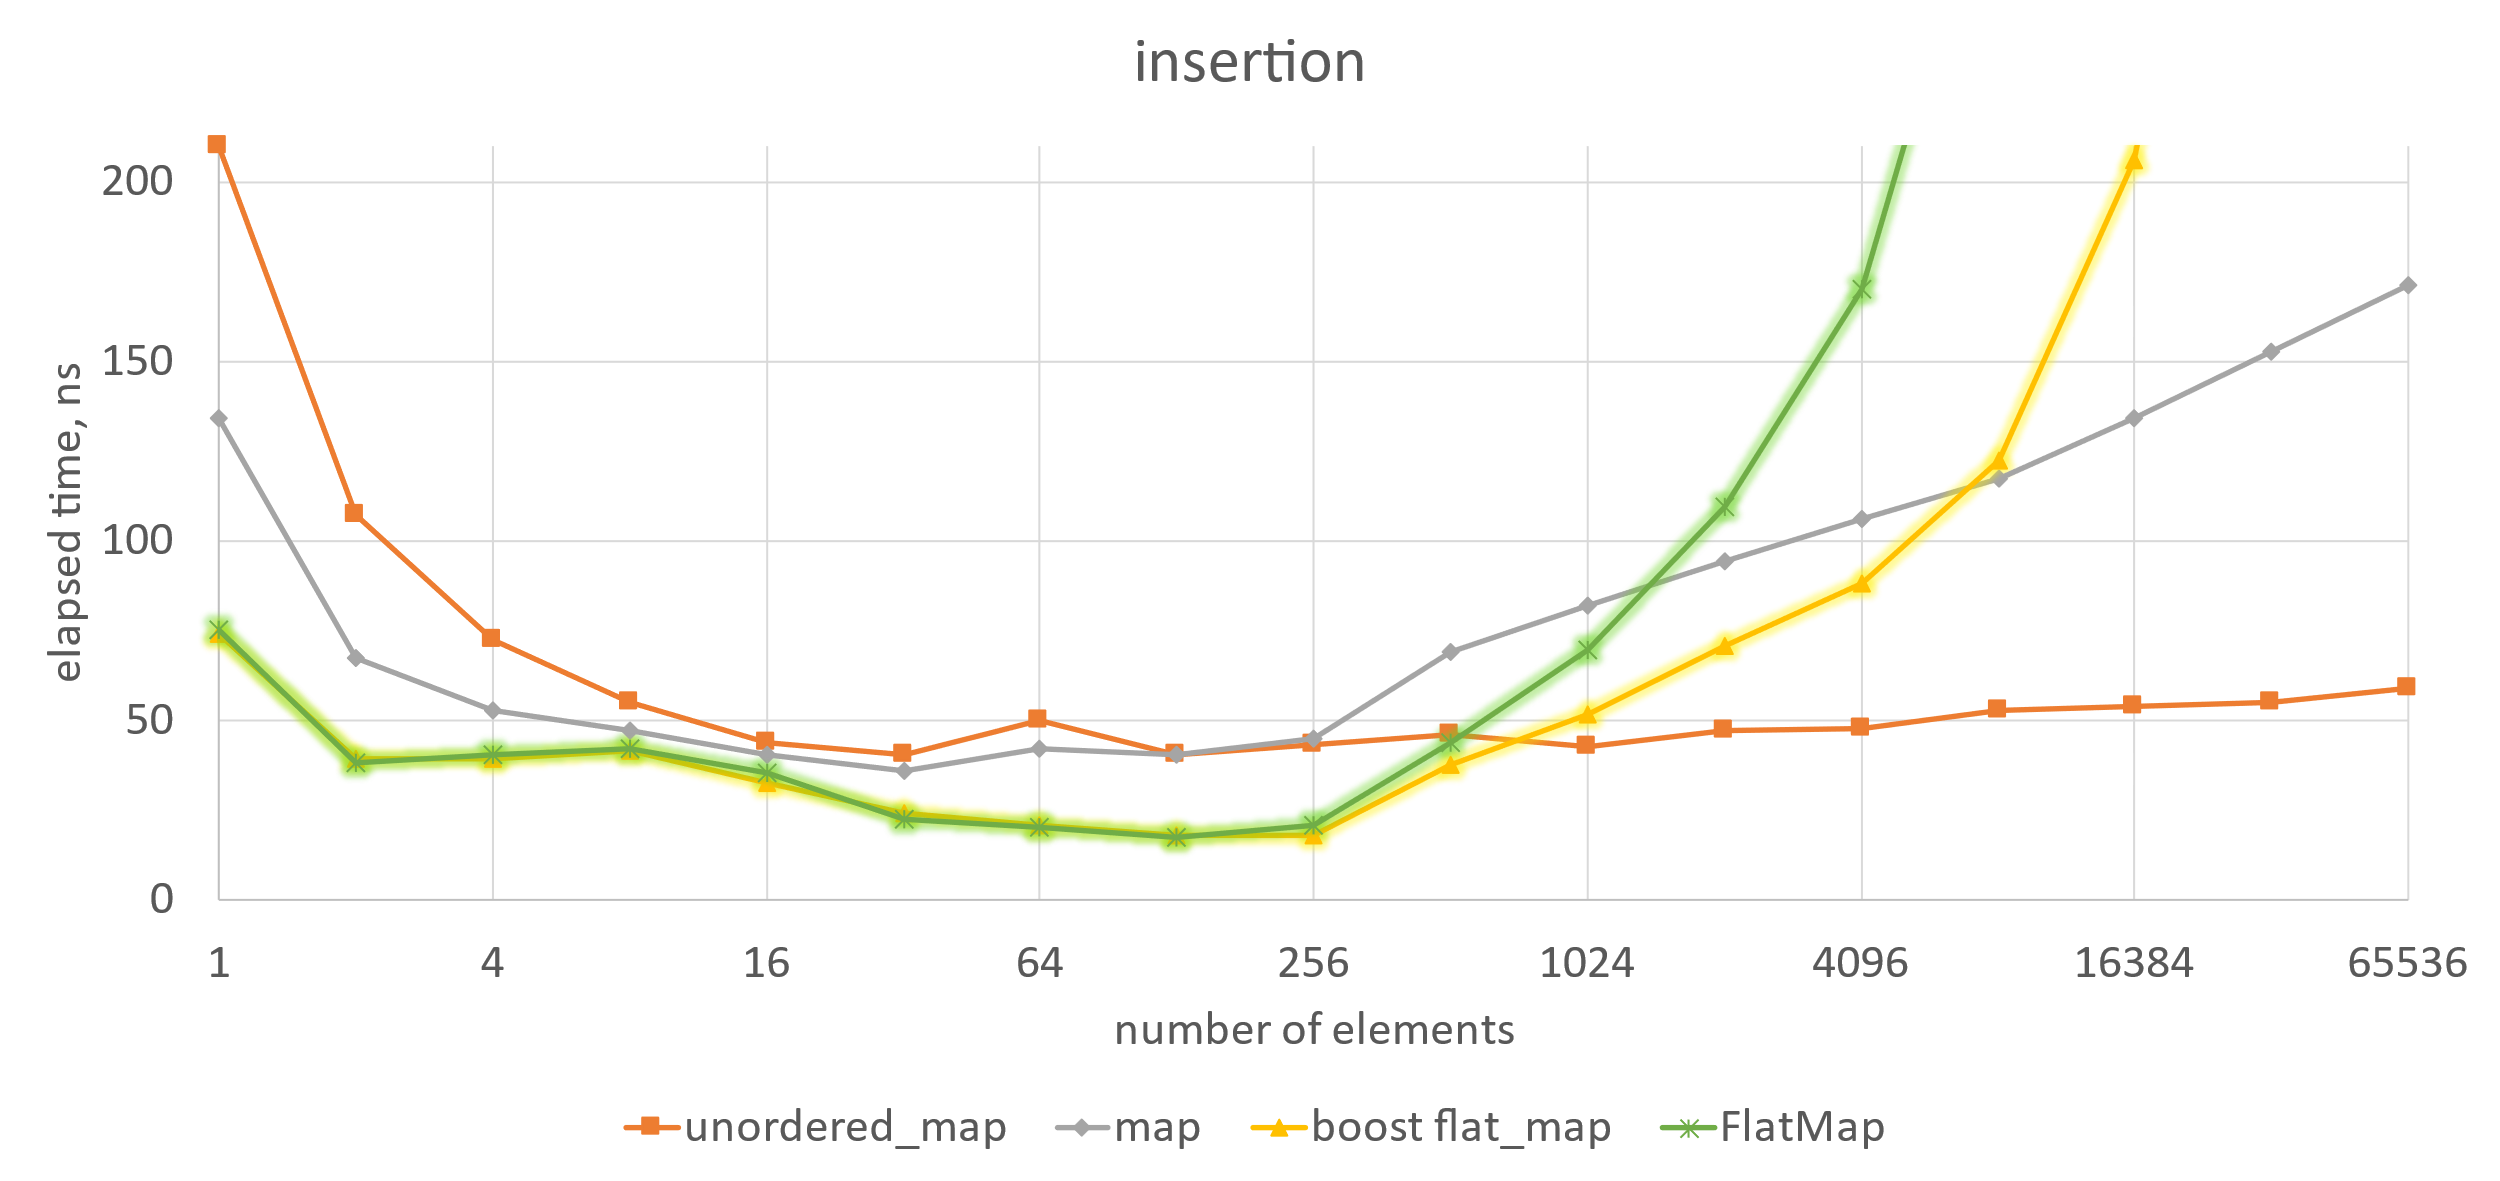 insertion
200
150
100
50
0
elapsed time, ns
1 4 16 64 256 1024 4096 16384 65536
number of elements
unordered_map map boost flat_map FlatMap